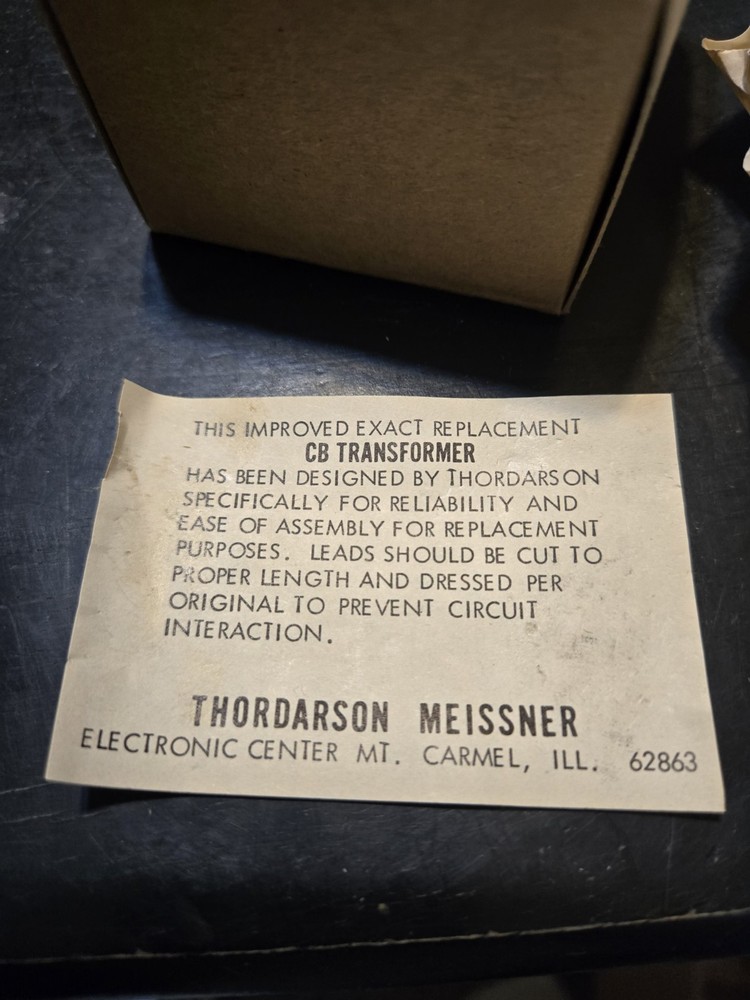 THIS IMPROVED EXACT REPLACEMENT
CB TRANSFORMER
HAS BEEN DESIGNED BY THORDARSON
SPECIFICALLY FOR RELIABILITY AND
EASE OF ASSEMBLY FOR REPLACEMENT
PURPOSES. LEADS SHOULD BE CUT TO
PROPER LENGTH AND DRESSED PER
ORIGINAL TO PREVENT CIRCUIT
INTERACTION.
THORDARSON MEISSNER
ELECTRONIC CENTER MT. CARMEL, ILL. 62863